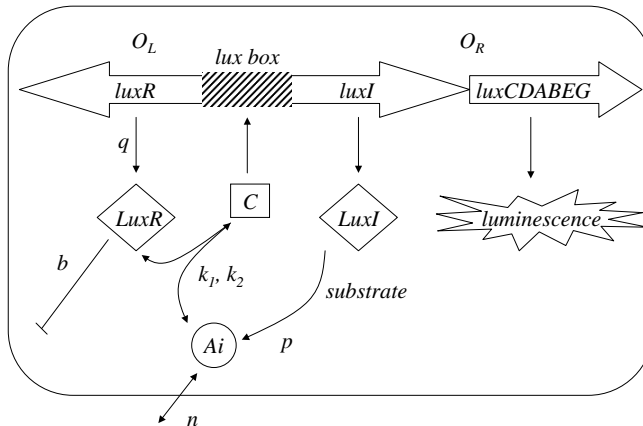 O_L
O_R
lux box
luxR
luxI
luxCDABEG
q
LuxR
C
LuxI
luminescence
b
k_1, k_2
substrate
Ai
p
n